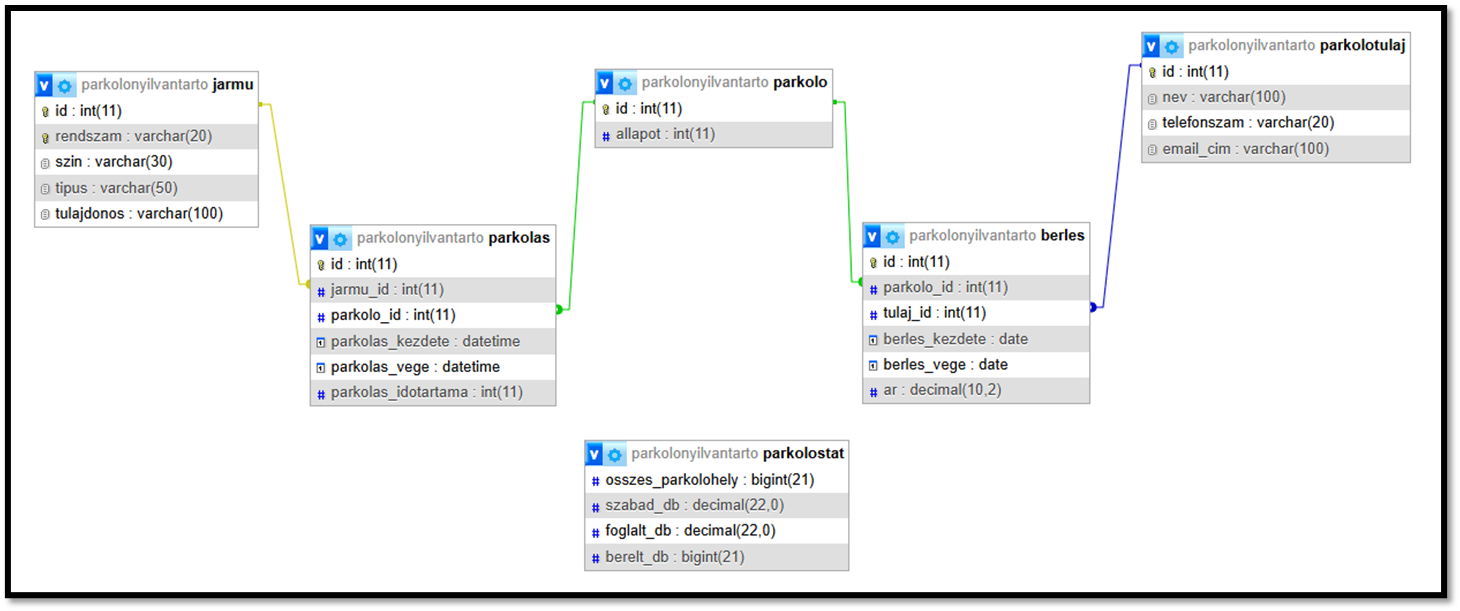 parkolonyilvantarto jarmu
id : int(11)
rendszam : varchar(20)
szin : varchar(30)
tipus : varchar(50)
tulajdonos : varchar(100)
parkolonyilvantarto parkolas
id : int(11)
jarmu_id : int(11)
parkolo_id : int(11)
parkolas_kezdete : datetime
parkolas_vege : datetime
parkolas_idotartama : int(11)
parkolonyilvantarto parkolo
id : int(11)
allapot : int(11)
parkolonyilvantarto berles
id : int(11)
parkolo_id : int(11)
tulaj_id : int(11)
berles_kezdete : date
berles_vege : date
ar : decimal(10,2)
parkolonyilvantarto parkolotulaj
id : int(11)
nev : varchar(100)
telefonszam : varchar(20)
email_cim : varchar(100)
parkolonyilvantarto parkolostat
osszes_parkolohely : bigint(21)
szabad_db : decimal(22,0)
foglalt_db : decimal(22,0)
berelt_db : bigint(21)